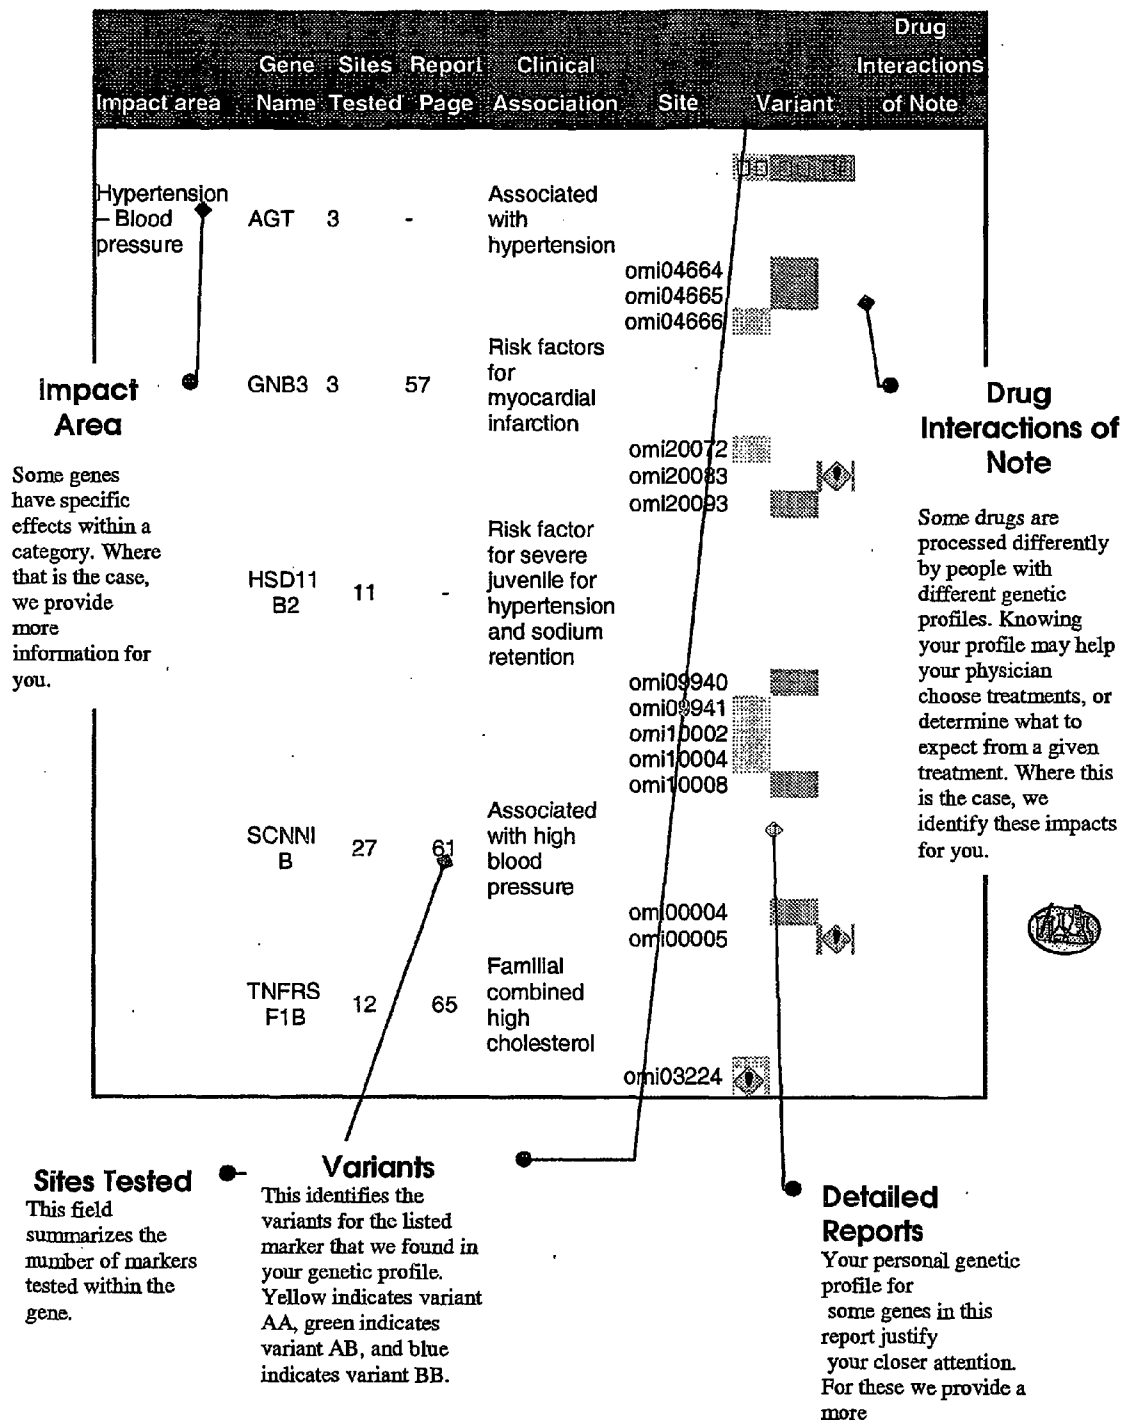 Drug
Gene Sites Report Clinical Interactions
Impact area Name Tested Page Association Site Variant of Note
Hypertension
– Blood
pressure
AGT 3 -
Associated
with
hypertension
omi04664
omi04665
omi04666
GNB3 3 57
Risk factors
for
myocardial
infarction
omi20072
omi20083
omi20093
HSD11
B2
11 -
Risk factor
for severe
juvenile for
hypertension
and sodium
retention
omi09940
omi09941
omi10002
omi10004
omi10008
SCNNI
B
27 61
Associated
with high
blood
pressure
omi00004
omi00005
TNFRS
F1B
12 65
Familial
combined
high
cholesterol
omi03224
Impact
Area
Some genes
have specific
effects within a
category. Where
that is the case,
we provide
more
information for
you.
Drug
Interactions of
Note
Some drugs are
processed differently
by people with
different genetic
profiles. Knowing
your profile may help
your physician
choose treatments, or
determine what to
expect from a given
treatment. Where this
is the case, we
identify these impacts
for you.
Sites Tested
This field
summarizes the
number of markers
tested within the
gene.
Variants
This identifies the
variants for the listed
marker that we found in
your genetic profile.
Yellow indicates variant
AA, green indicates
variant AB, and blue
indicates variant BB.
Detailed
Reports
Your personal genetic
profile for
some genes in this
report justify
your closer attention.
For these we provide a
more